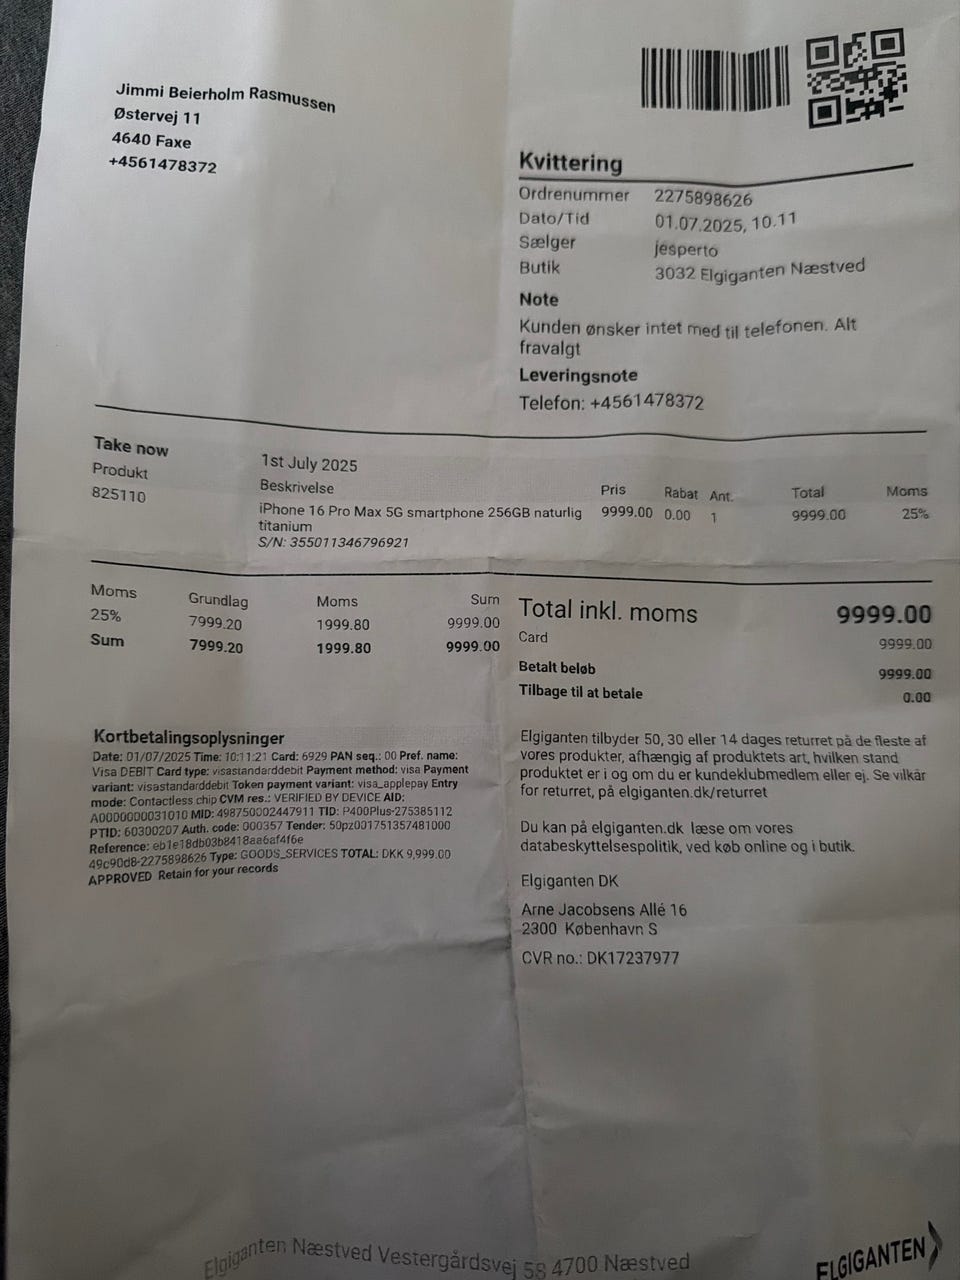 Jimmi Beierholm Rasmussen
Østervej 11
4640 Faxe
+4561478372
Kvittering
Ordrenummer 2275898626
Dato/Tid 01.07.2025, 10.11
Sælger jesperto
Butik 3032 Elgiganten Næstved
Note
Kunden ønsker intet med til telefonen. Alt
fravalgt
Leveringsnote
Telefon: +4561478372
Take now 1st July 2025
Produkt Beskrivelse Pris Rabat Ant. Total Moms
825110 iPhone 16 Pro Max 5G smartphone 256GB naturlig 9999.00 0.00 1 9999.00 25%
titanium
S/N: 355011346796921
Moms Grundlag Moms Sum
25% 7999.20 1999.80 9999.00
Sum 7999.20 1999.80 9999.00
Total inkl. moms 9999.00
Card 9999.00
Betalt beløb 9999.00
Tilbage til at betale 0.00
Kortbetalingsoplysninger
Date: 01/07/2025 Time: 10:11:21 Card: 6929 PAN seq.: 00 Pref. name:
Visa DEBIT Card type: visastandarddebit Payment method: visa Payment
variant: visastandarddebit Token payment variant: visa_applepay Entry
mode: Contactless chip CVM res.: VERIFIED BY DEVICE AID:
A0000000031010 MID: 498750002447911 TID: P400Plus-275385112
PTID: 60300207 Auth. code: 000357 Tender: 50pz001751357481000
Reference: eb1e18db03b8418aa6af4f6e
49c90d8-2275898626 Type: GOODS_SERVICES TOTAL: DKK 9,999.00
APPROVED Retain for your records
Elgiganten tilbyder 50, 30 eller 14 dages returret på de fleste af
vores produkter, afhængig af produktets art, hvilken stand
produktet er i og om du er kundeklubmedlem eller ej. Se vilkår
for returret, på elgiganten.dk/returret
Du kan på elgiganten.dk læse om vores
databeskyttelsespolitik, ved køb online og i butik.
Elgiganten DK
Arne Jacobsens Allé 16
2300 København S
CVR no.: DK17237977
Elgiganten Næstved Vestergårdsvej 58 4700 Næstved
ELGIGANTEN